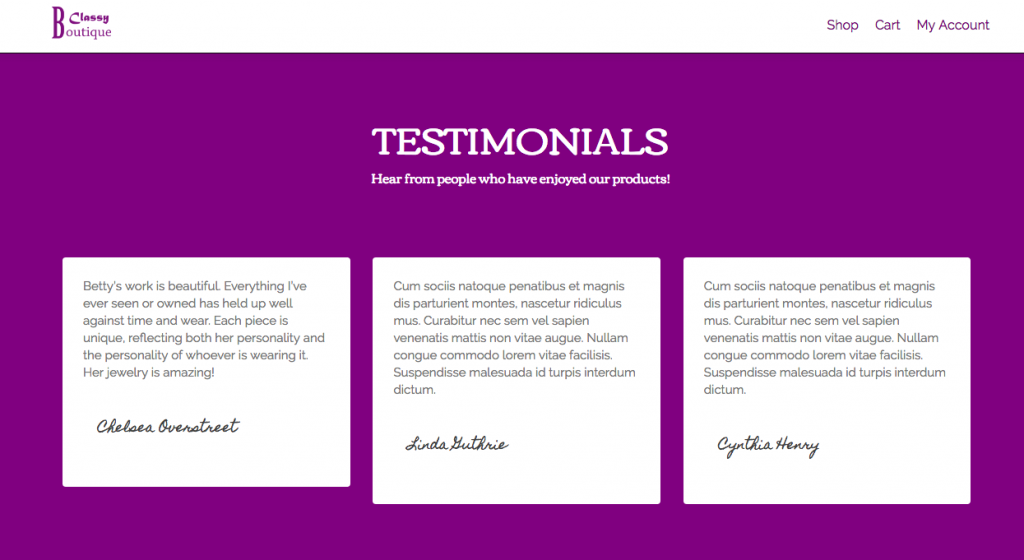 Classy
Boutique
Shop Cart My Account
TESTIMONIALS
Hear from people who have enjoyed our products!
Betty's work is beautiful. Everything I've
ever seen or owned has held up well
against time and wear. Each piece is
unique, reflecting both her personality and
the personality of whoever is wearing it.
Her jewelry is amazing!
Chelsea Overstreet
Cum sociis natoque penatibus et magnis
dis parturient montes, nascetur ridiculus
mus. Curabitur nec sem vel sapien
venenatis mattis non vitae augue. Nullam
congue commodo lorem vitae facilisis.
Suspendisse malesuada id turpis interdum
dictum.
Linda Guthrie
Cum sociis natoque penatibus et magnis
dis parturient montes, nascetur ridiculus
mus. Curabitur nec sem vel sapien
venenatis mattis non vitae augue. Nullam
congue commodo lorem vitae facilisis.
Suspendisse malesuada id turpis interdum
dictum.
Cynthia Henry